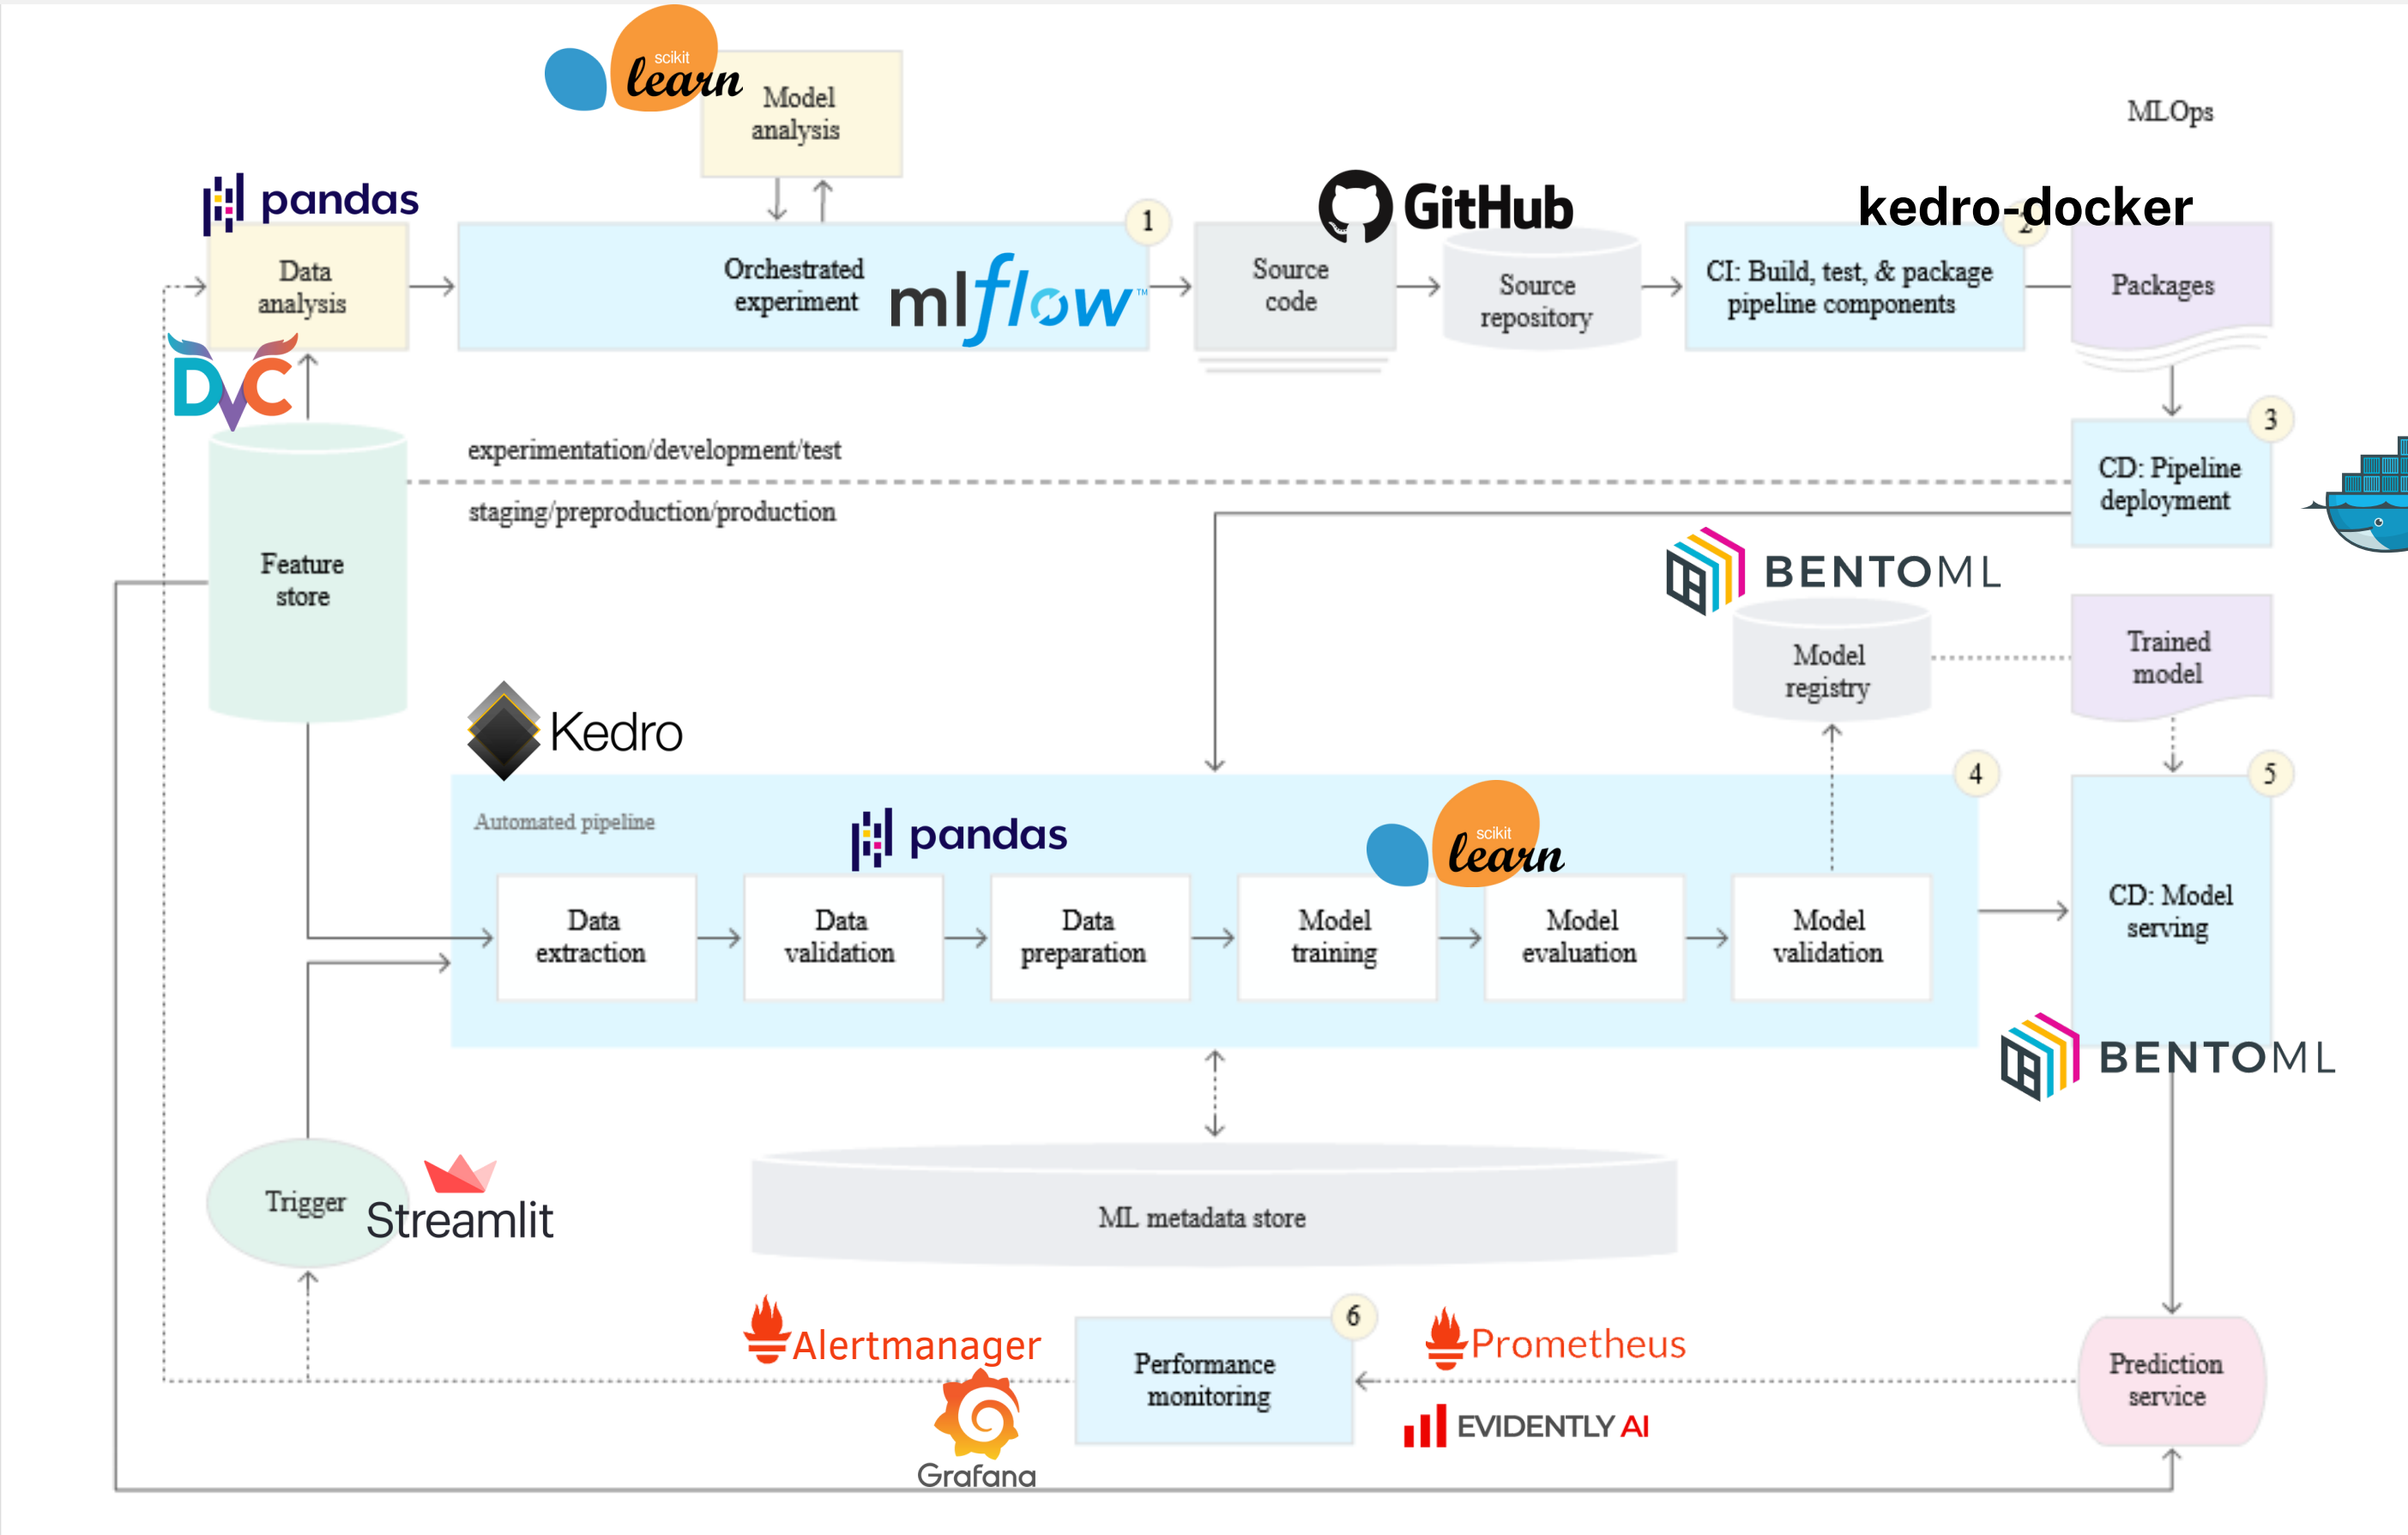 scikit
learn
Model
analysis
MLOps
pandas
GitHub
kedro-docker
1
2
Data
analysis
Orchestrated
experiment
mlflow™
Source
code
Source
repository
CI: Build, test, & package
pipeline components
Packages
DVC
experimentation/development/test
staging/preproduction/production
3
CD: Pipeline
deployment
Feature
store
BENTOML
Model
registry
Trained
model
Kedro
4
5
Automated pipeline
pandas
scikit
learn
Data
extraction
Data
validation
Data
preparation
Model
training
Model
evaluation
Model
validation
CD: Model
serving
BENTOML
Trigger
Streamlit
ML metadata store
6
Alertmanager
Performance
monitoring
Prometheus
Prediction
service
Grafana
EVIDENTLY AI